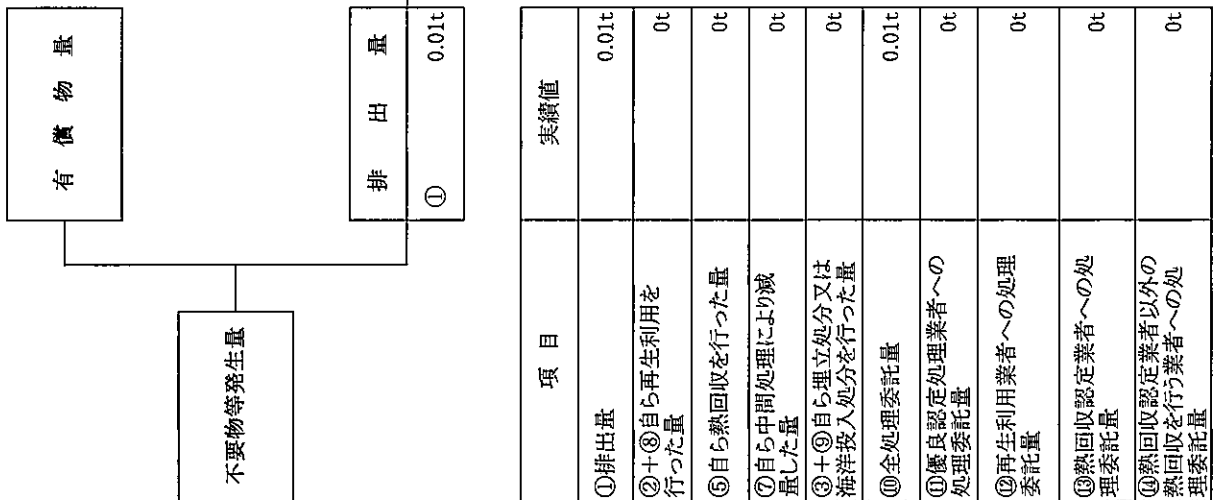 有 償 物 量
不要物等発生量
排 出 量
① 0.01t
項 目 実績値
①排出量 0.01t
②+⑧自ら再生利用を
行った量 0t
⑤自ら熱回収を行った量 0t
⑦自ら中間処理により減
量した量 0t
③+⑨自ら埋立処分又は
海洋投入処分を行った量 0t
⑩全処理委託量 0.01t
⑪優良認定処理業者への
処理委託量 0t
⑫再生利用業者への処理
委託量 0t
⑬熱回収認定業者への処
理委託量 0t
⑭熱回収認定業者以外の
熱回収を行う業者への処
理委託量 0t